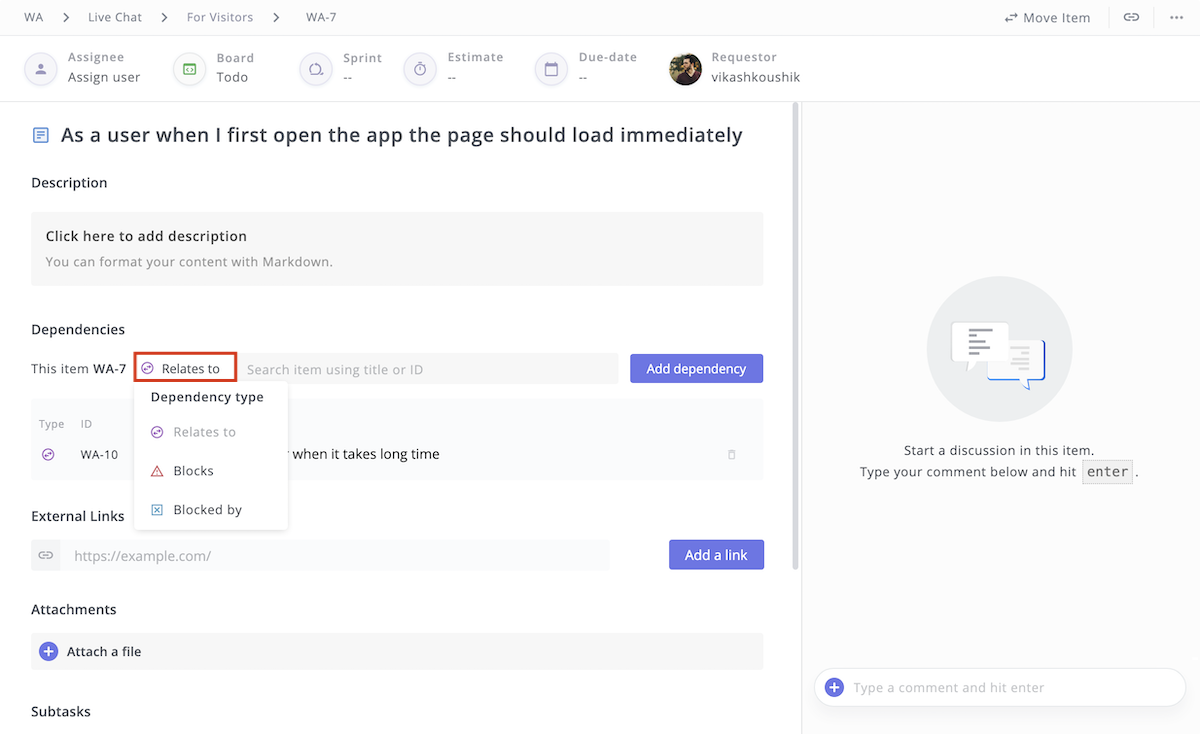 WA > Live Chat > For Visitors > WA-7
Move Item
Assignee
Assign user
Board
Todo
Sprint
--
Estimate
--
Due-date
--
Requestor
vikashkoushik
As a user when I first open the app the page should load immediately
Description
Click here to add description
You can format your content with Markdown.
Dependencies
This item WA-7
Relates to
Search item using title or ID
Add dependency
Dependency type
Relates to
Blocks
Blocked by
Type ID
WA-10
when it takes long time
External Links
https://example.com/
Add a link
Attachments
Attach a file
Subtasks
Start a discussion in this item.
Type your comment below and hit enter .
Type a comment and hit enter